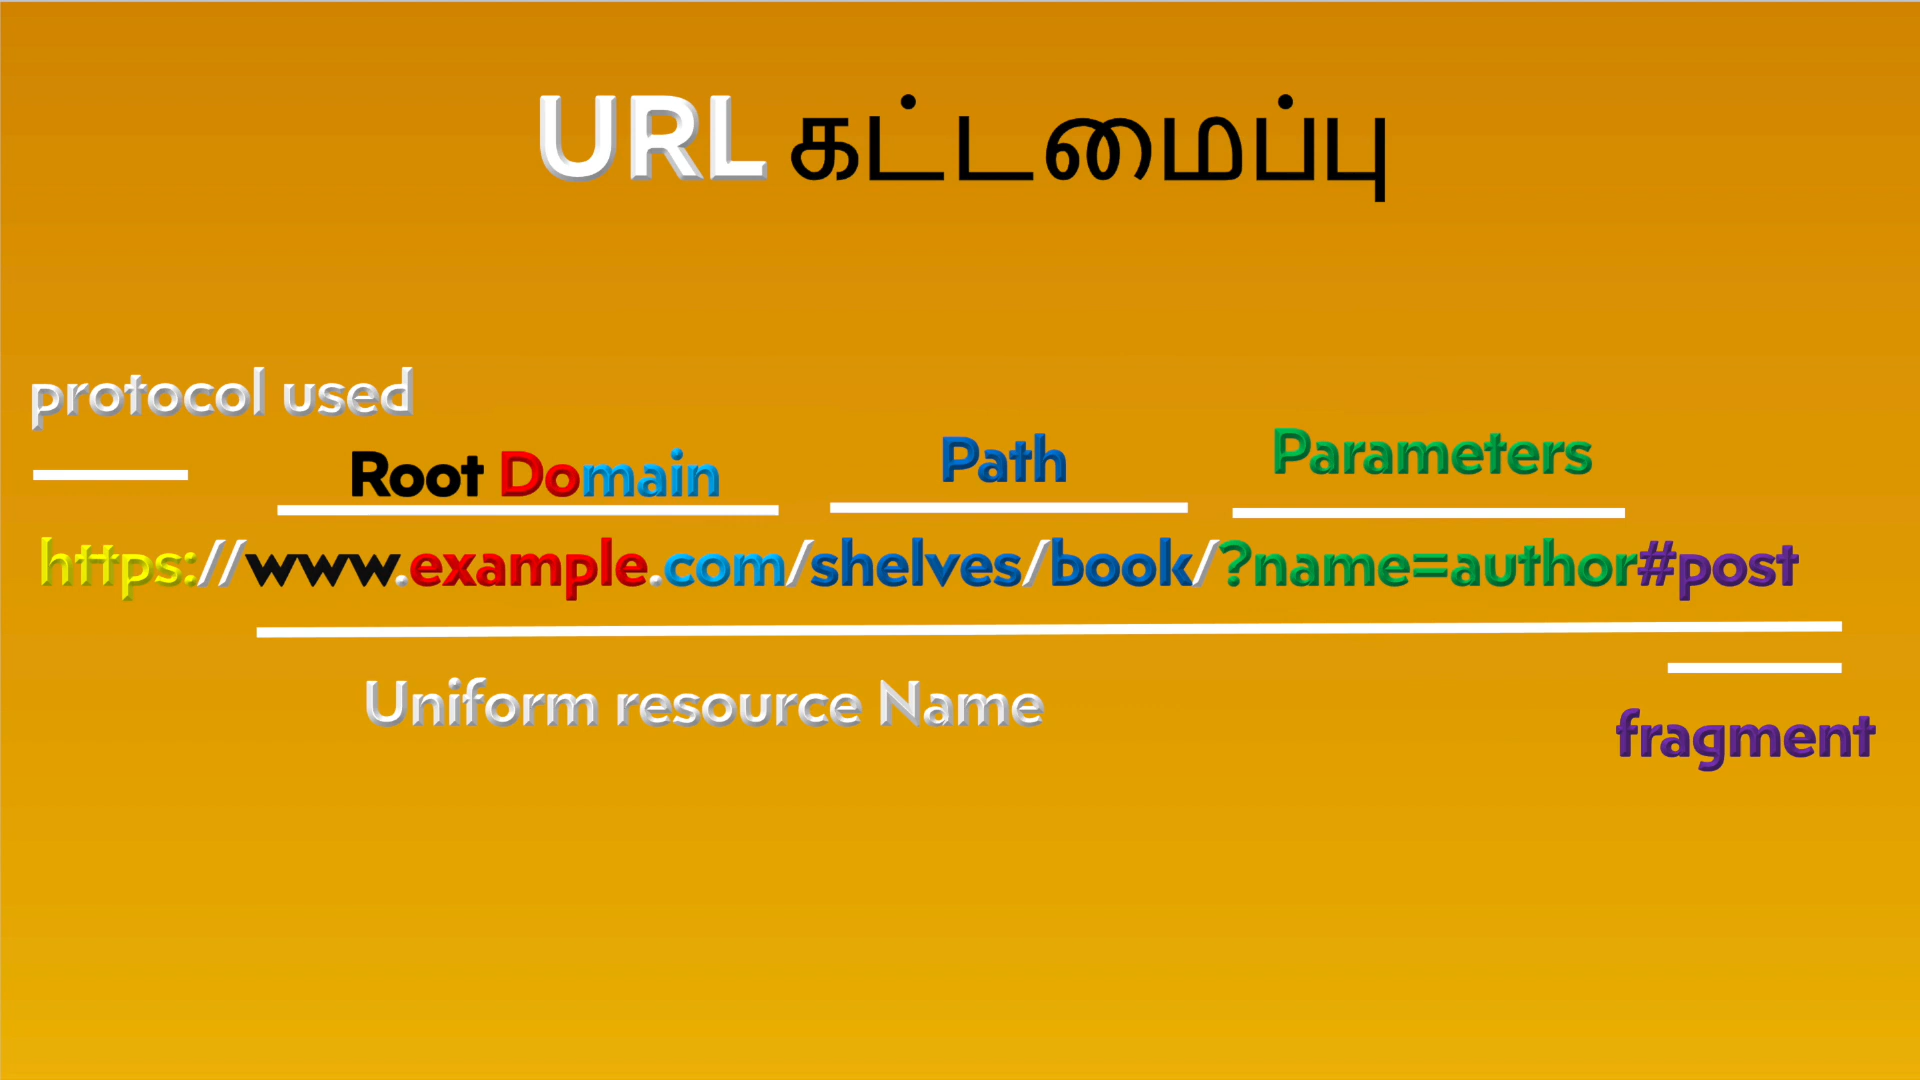 URL கட்டமைப்பு
protocol used
Root Domain
Path
Parameters
https://www.example.com/shelves/book/?name=author#post
Uniform resource Name
fragment